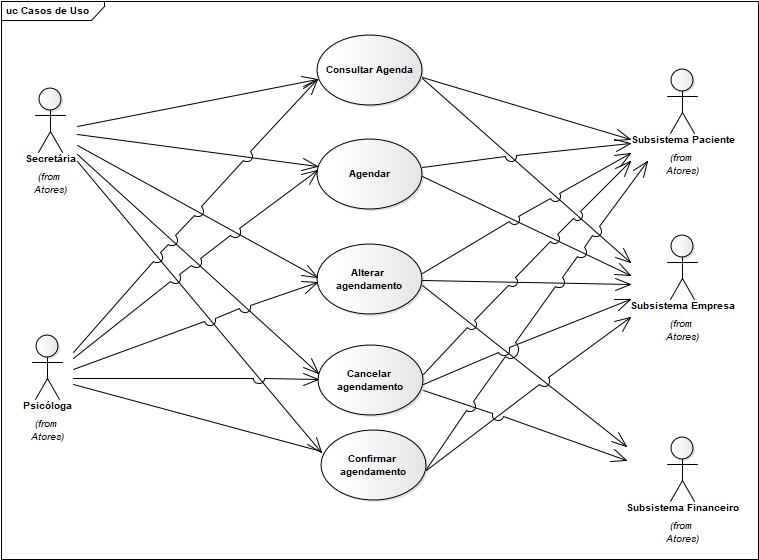 uc Casos de Uso
Consultar Agenda
Secretária
(from
Atores)
Subsistema Paciente
(from
Atores)
Agendar
Alterar
agendamento
Subsistema Empresa
(from
Atores)
Psicóloga
(from
Atores)
Cancelar
agendamento
Confirmar
agendamento
Subsistema Financeiro
(from
Atores)